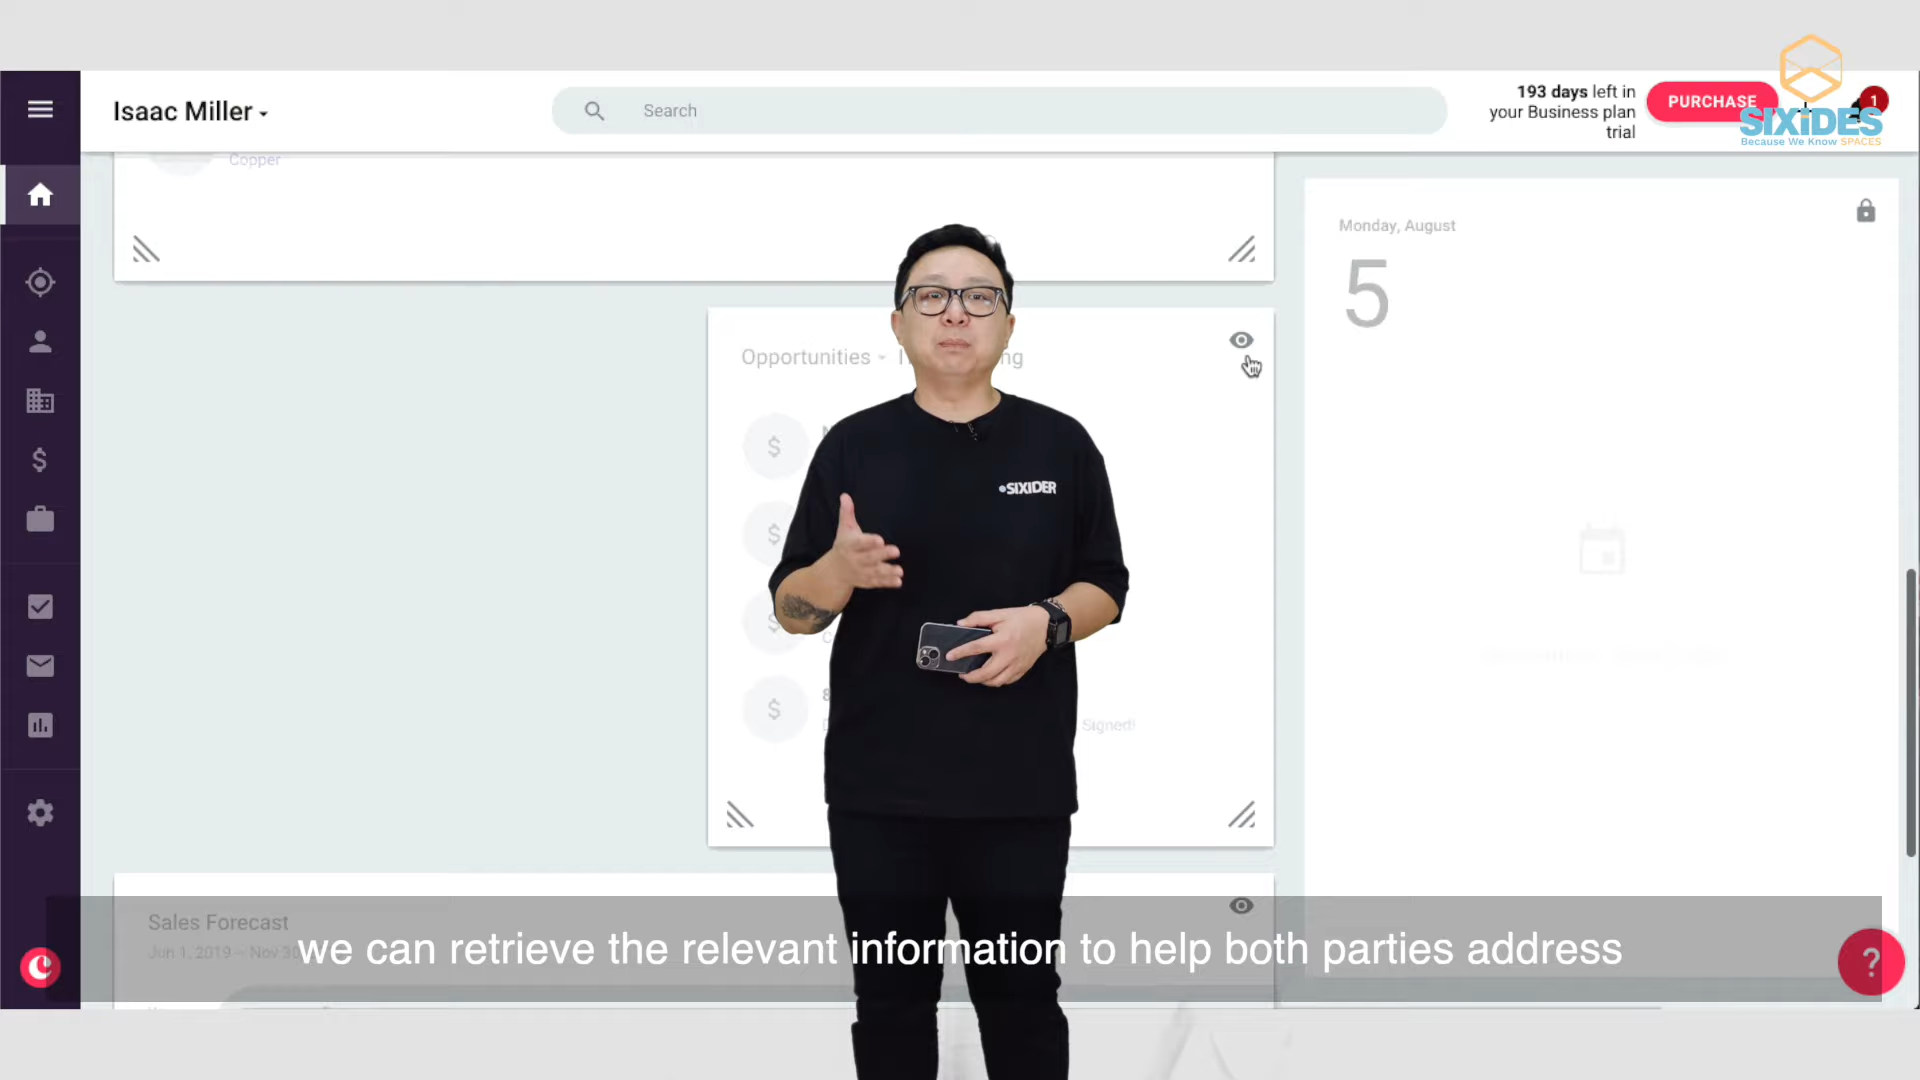 Isaac Miller
Search
193 days left in
your Business plan
trial
PURCHASE
1
SIXiDES
Because We Know SPACES
Copper
Monday, August
5
Opportunities
$
$
$
$
Signed!
•SIXIDER
Sales Forecast
Jun 1, 2019 – Nov 30
we can retrieve the relevant information to help both parties address
?